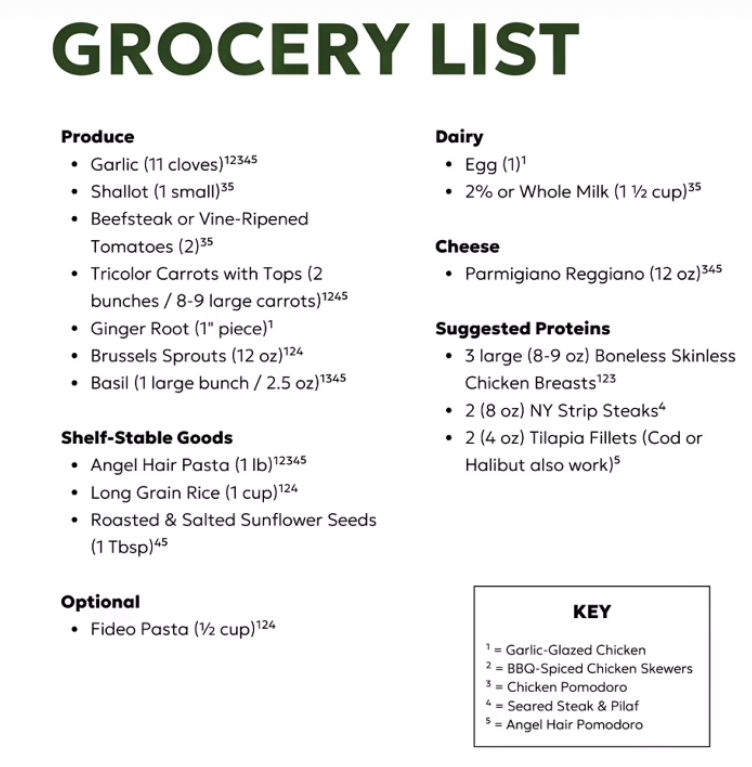 GROCERY LIST
Produce
• Garlic (11 cloves)¹²³⁴⁵
• Shallot (1 small)³⁵
• Beefsteak or Vine-Ripened
Tomatoes (2)³⁵
• Tricolor Carrots with Tops (2
bunches / 8-9 large carrots)¹²⁴⁵
• Ginger Root (1" piece)¹
• Brussels Sprouts (12 oz)¹²⁴
• Basil (1 large bunch / 2.5 oz)¹³⁴⁵
Shelf-Stable Goods
• Angel Hair Pasta (1 lb)¹²³⁴⁵
• Long Grain Rice (1 cup)¹²⁴
• Roasted & Salted Sunflower Seeds
(1 Tbsp)⁴⁵
Optional
• Fideo Pasta (½ cup)¹²⁴
Dairy
• Egg (1)¹
• 2% or Whole Milk (1 ½ cup)³⁵
Cheese
• Parmigiano Reggiano (12 oz)³⁴⁵
Suggested Proteins
• 3 large (8-9 oz) Boneless Skinless
Chicken Breasts¹²³
• 2 (8 oz) NY Strip Steaks⁴
• 2 (4 oz) Tilapia Fillets (Cod or
Halibut also work)⁵
KEY
¹ = Garlic-Glazed Chicken
² = BBQ-Spiced Chicken Skewers
³ = Chicken Pomodoro
⁴ = Seared Steak & Pilaf
⁵ = Angel Hair Pomodoro